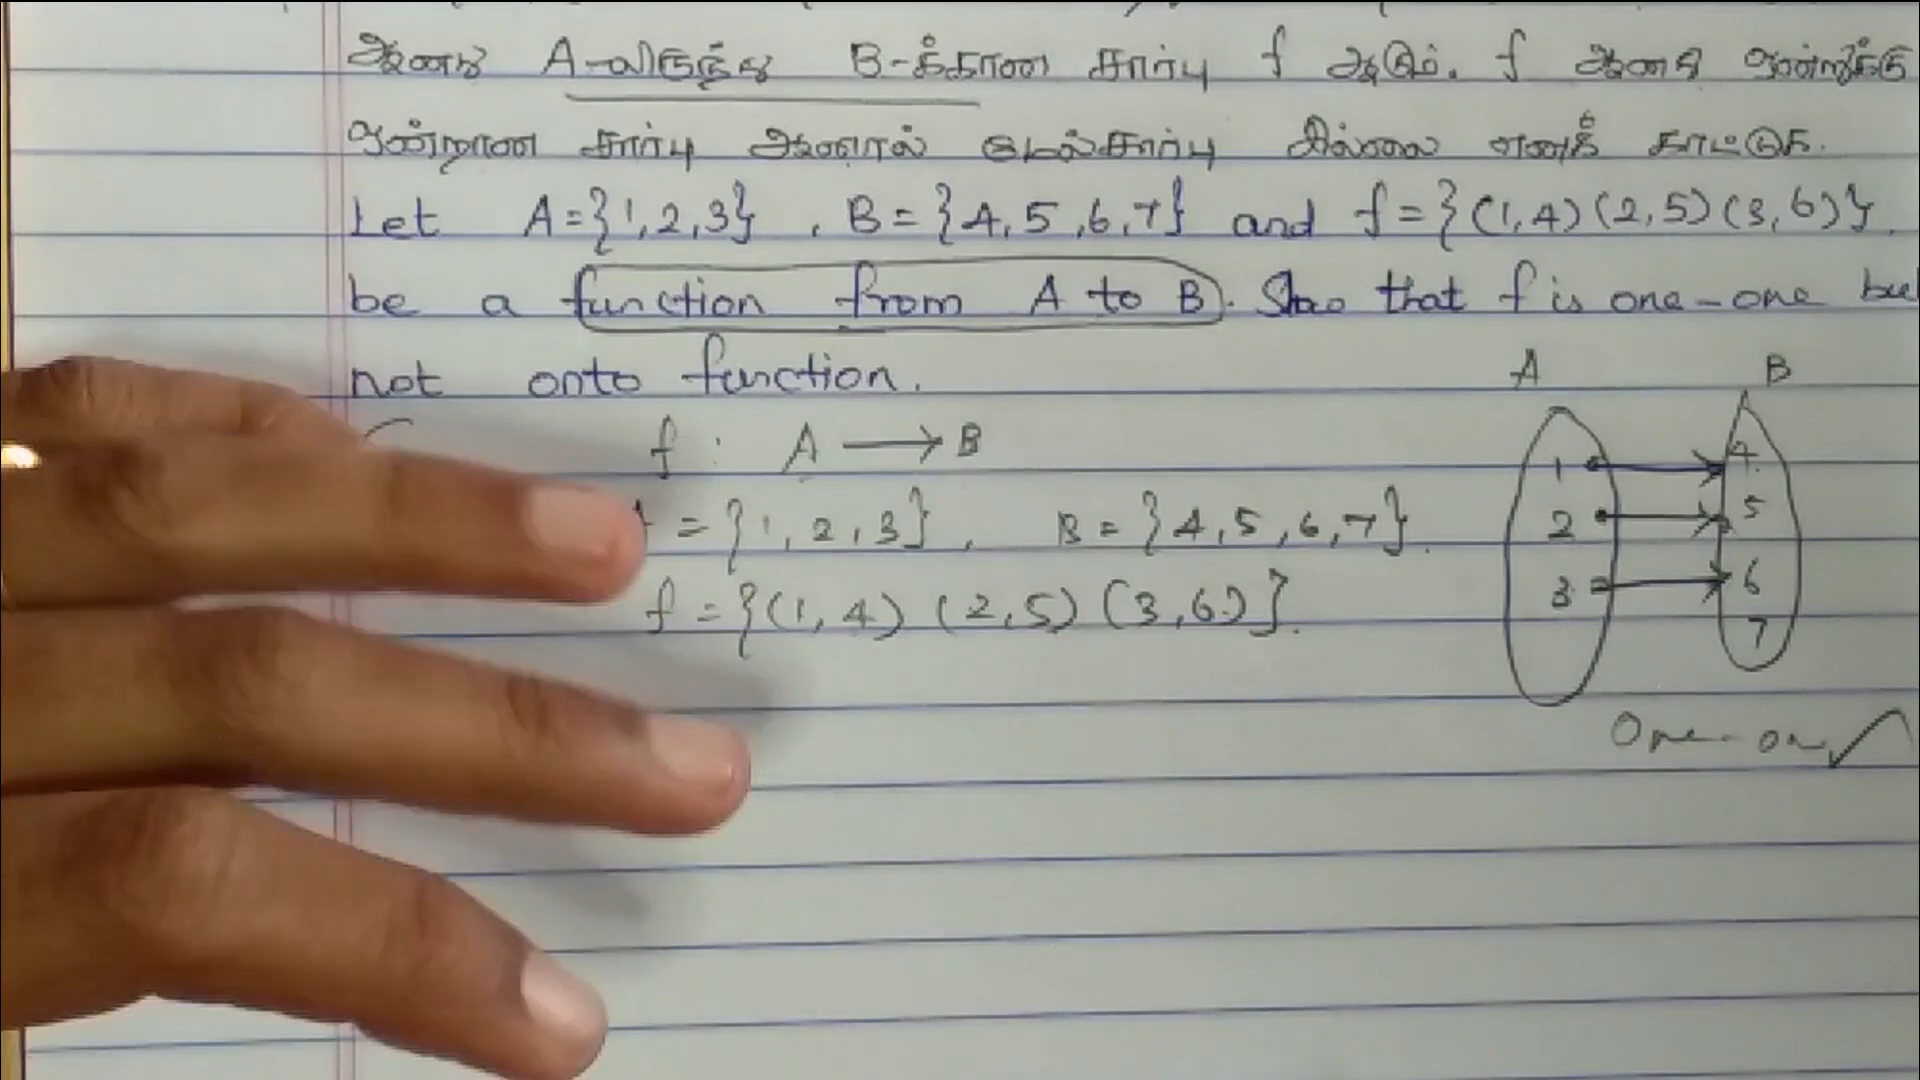 ஆனது A-லிருந்து B-க்கான சார்பு f ஆகும். f ஆனது ஒன்றுக்கு
ஒன்றான சார்பு ஆனால் மேல்சார்பு இல்லை எனக் காட்டுக.
Let A={1,2,3} , B={4,5,6,7} and f={(1,4)(2,5)(3,6)}.
be a function from A to B. Show that f is one-one but
not onto function.
A B
f : A ⟶ B
= {1,2,3}, B = {4,5,6,7}.
f = {(1,4) (2,5) (3,6)}.
1 4
2 5
3 6
7
One-on ✓